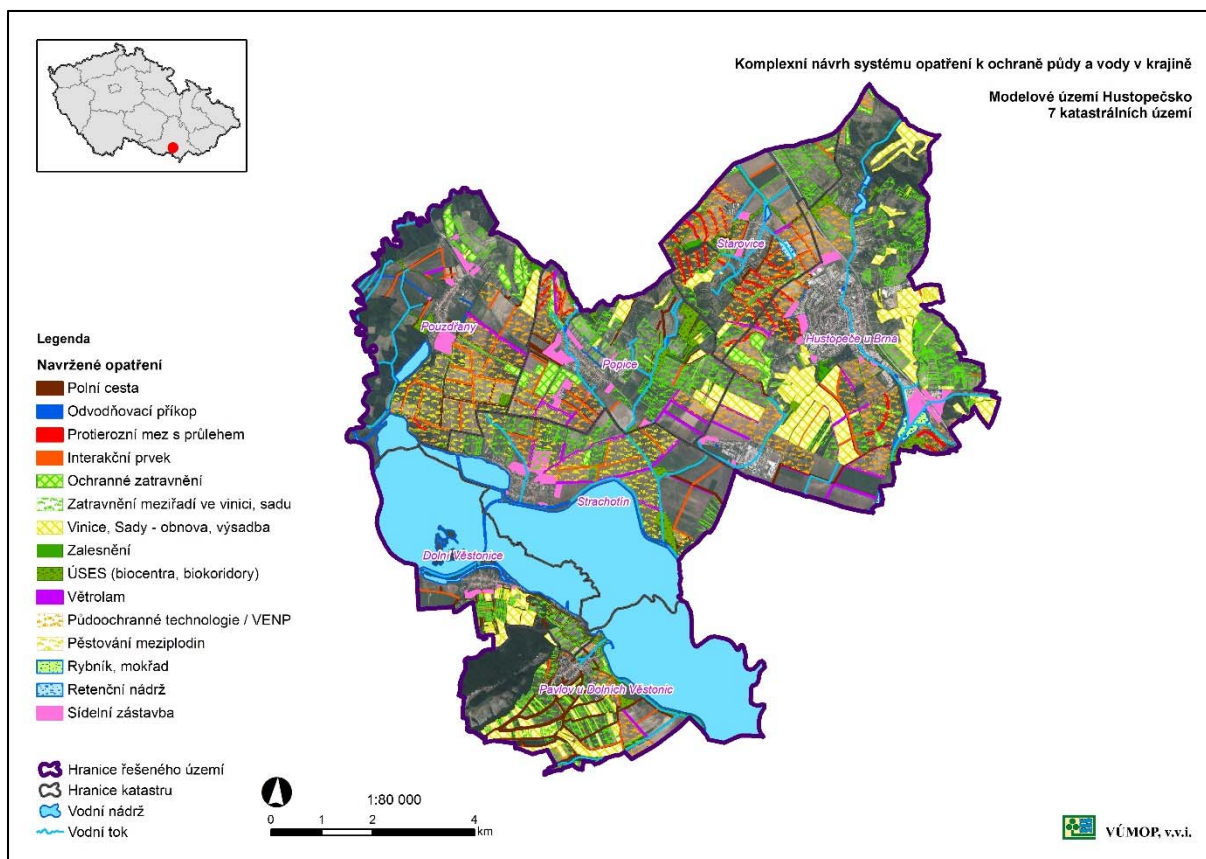 Komplexní návrh systému opatření k ochraně půdy a vody v krajině
Modelové území Hustopečsko
7 katastrálních území
Starovice
Pouzdřany
Popice
Hustopeče u Brna
Strachotín
Dolní Věstonice
Pavlov u Dolních Věstonic
Legenda
Navržené opatření
Polní cesta
Odvodňovací příkop
Protierozní mez s průlehem
Interakční prvek
Ochranné zatravnění
Zatravnění meziřadí ve vinici, sadu
Vinice, Sady - obnova, výsadba
Zalesnění
ÚSES (biocentra, biokoridory)
Větrolam
Půdoochranné technologie / VENP
Pěstování meziplodin
Rybník, mokřad
Retenční nádrž
Sídelní zástavba
Hranice řešeného území
Hranice katastru
Vodní nádrž
Vodní tok
1:80 000
0 1 2 4
km
VÚMOP, v.v.i.